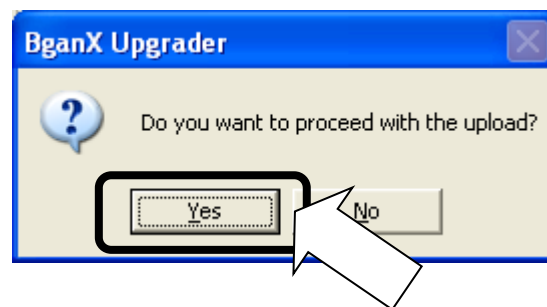 BganX Upgrader
Do you want to proceed with the upload?
Yes
No